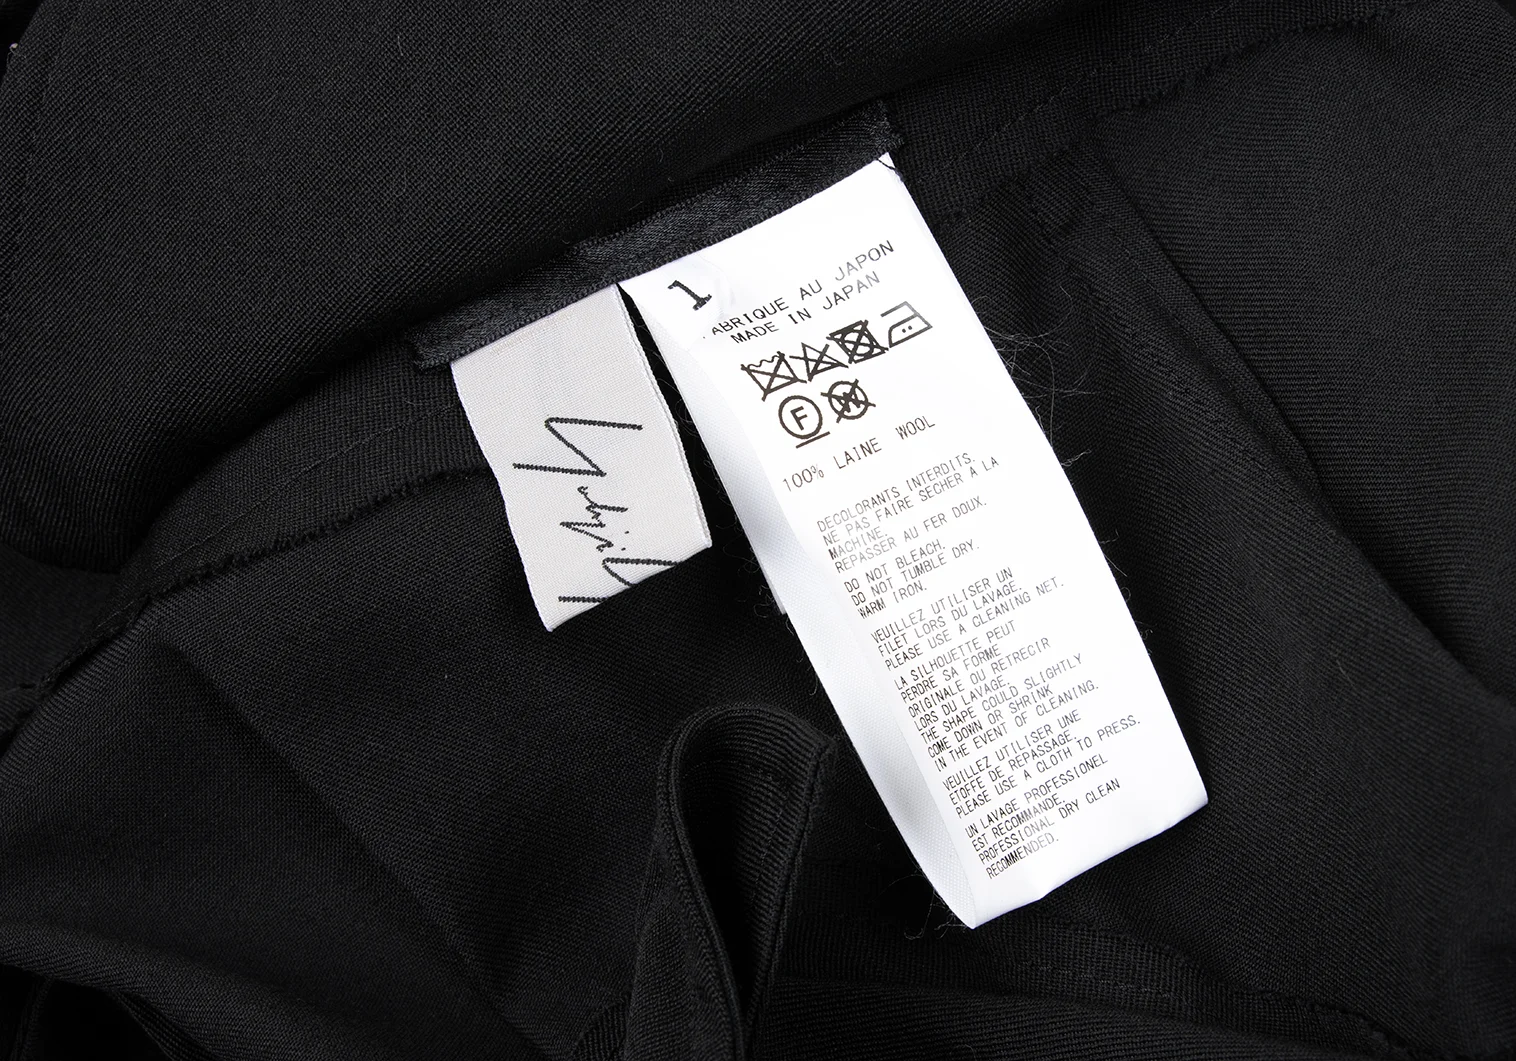 1
FABRIQUE AU JAPON
MADE IN JAPAN
F
W
100% LAINE WOOL
DECOLORANTS INTERDITS.
NE PAS FAIRE SECHER A LA
MACHINE.
REPASSER AU FER DOUX.
DO NOT BLEACH.
DO NOT TUMBLE DRY.
WARM IRON.
VEUILLEZ UTILISER UN
FILET LORS DU LAVAGE.
PLEASE USE A CLEANING NET.
LA SILHOUETTE PEUT
PERDRE SA FORME
ORIGINALE OU RETRECIR
LORS DU LAVAGE.
THE SHAPE COULD SLIGHTLY
COME DOWN OR SHRINK
IN THE EVENT OF CLEANING.
VEUILLEZ UTILISER UNE
ETOFFE DE REPASSAGE.
PLEASE USE A CLOTH TO PRESS.
UN LAVAGE PROFESSIONEL
EST RECOMMANDE.
PROFESSIONAL DRY CLEAN
RECOMMENDED.